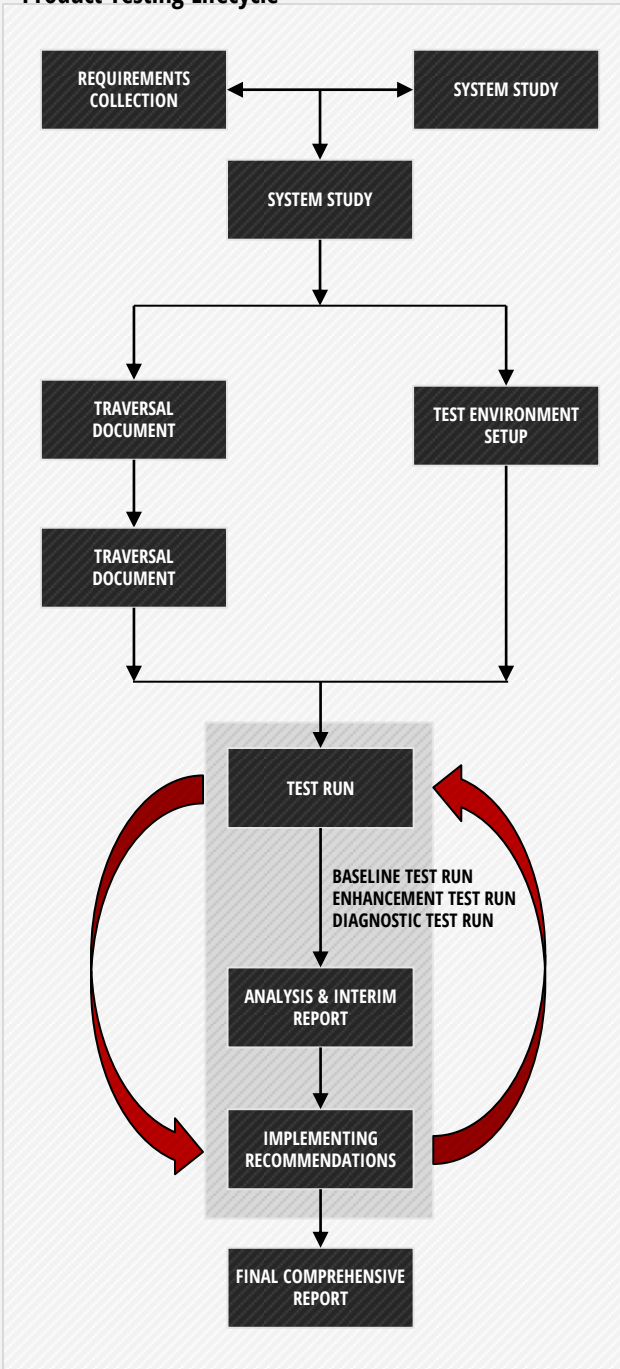 Product Testing Lifecycle
REQUIREMENTS
COLLECTION
SYSTEM STUDY
SYSTEM STUDY
TRAVERSAL
DOCUMENT
TEST ENVIRONMENT
SETUP
TRAVERSAL
DOCUMENT
TEST RUN
BASELINE TEST RUN
ENHANCEMENT TEST RUN
DIAGNOSTIC TEST RUN
ANALYSIS & INTERIM
REPORT
IMPLEMENTING
RECOMMENDATIONS
FINAL COMPREHENSIVE
REPORT